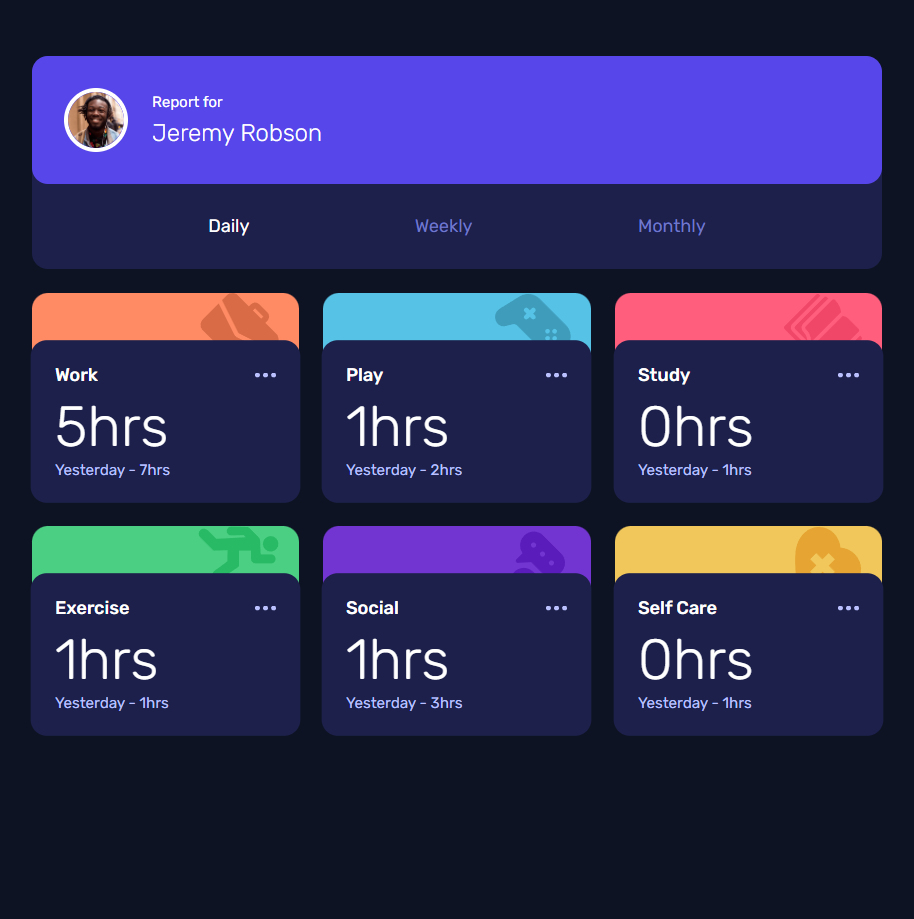 Report for
Jeremy Robson
Daily
Weekly
Monthly
Work
5hrs
Yesterday - 7hrs
Play
1hrs
Yesterday - 2hrs
Study
0hrs
Yesterday - 1hrs
Exercise
1hrs
Yesterday - 1hrs
Social
1hrs
Yesterday - 3hrs
Self Care
0hrs
Yesterday - 1hrs